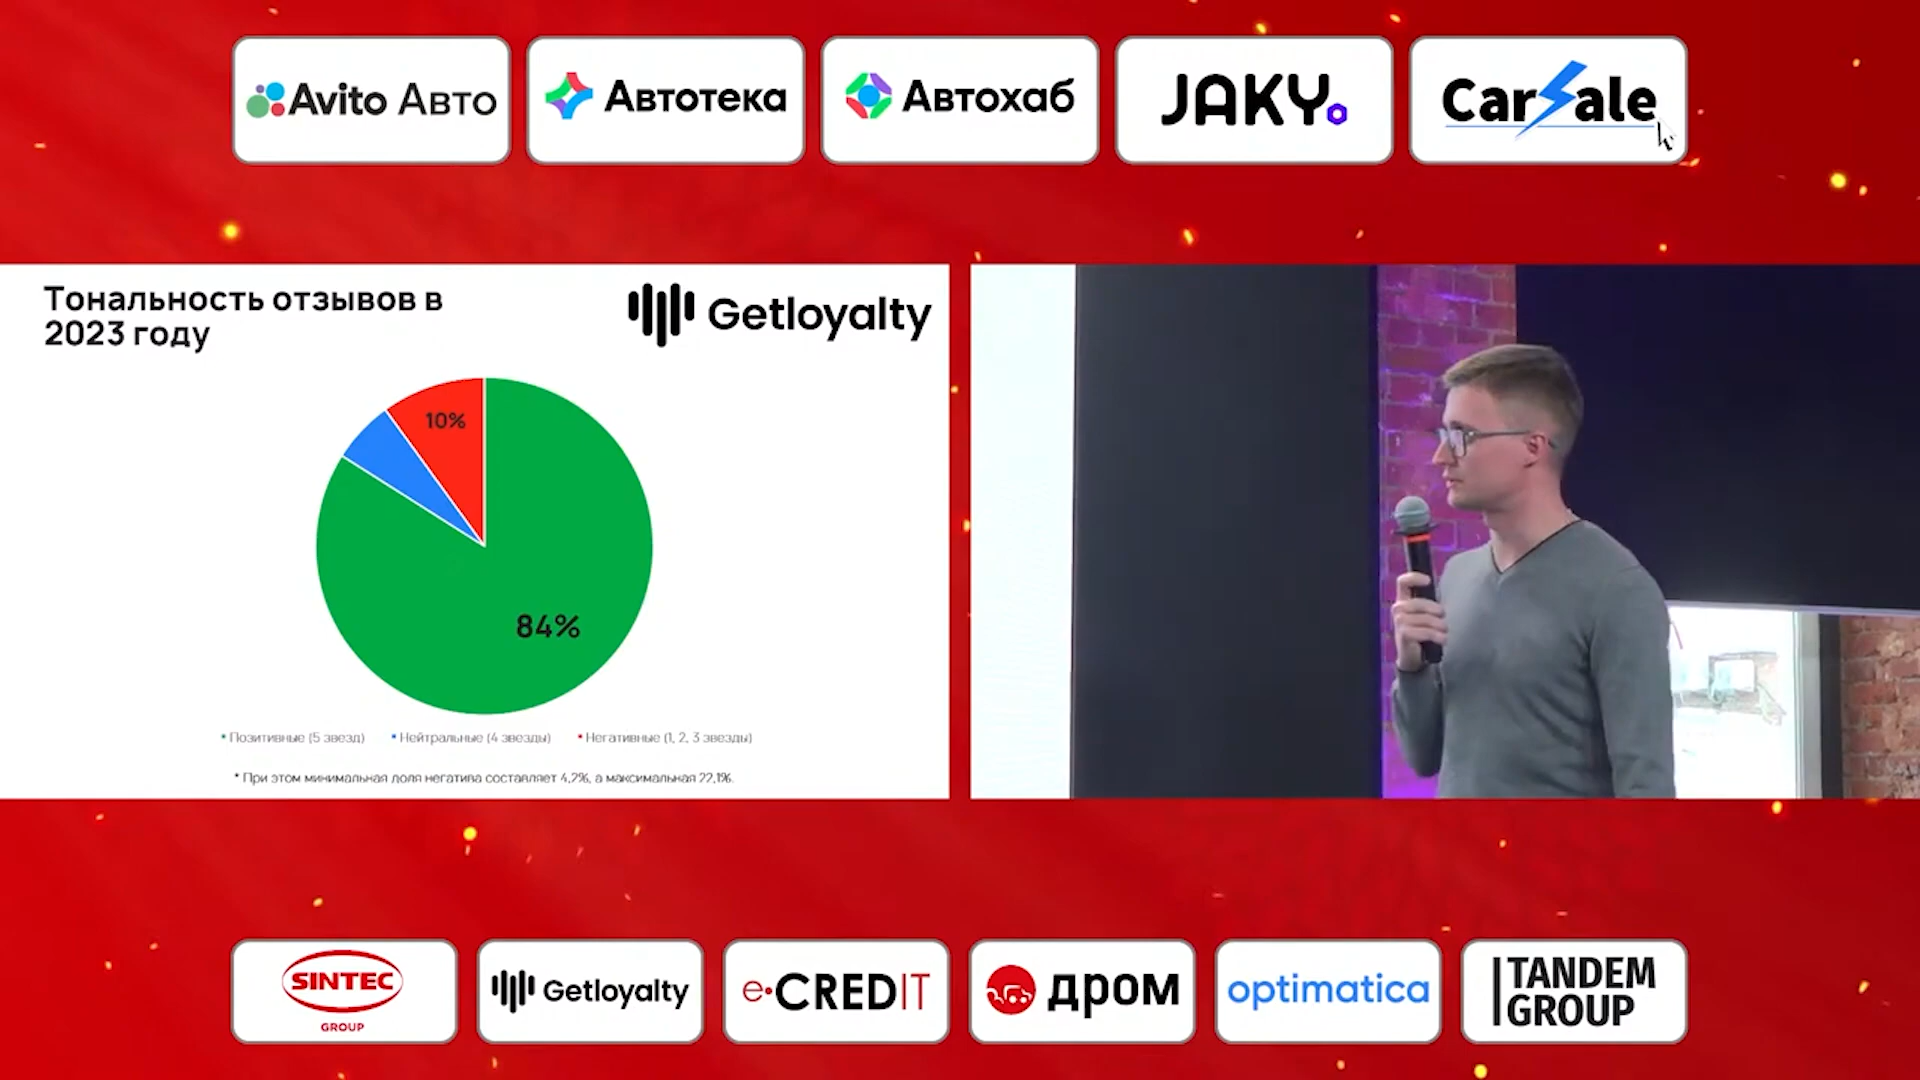 Avito Авто
Автотека
Автохаб
JAKY
CarSale
Тональность отзывов в
2023 году
Getloyalty
10%
84%
Позитивные (5 звезд)
Нейтральные (4 звезды)
Негативные (1, 2, 3 звезды)
* При этом минимальная доля негатива составляет 4,2%, а максимальная 22,1%.
SINTEC
GROUP
Getloyalty
e·CREDIT
дром
optimatica
TANDEM
GROUP